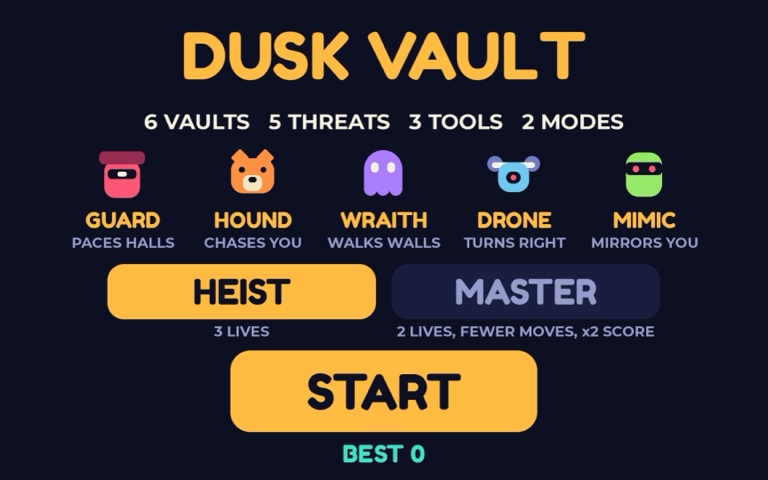 DUSK VAULT
6 VAULTS 5 THREATS 3 TOOLS 2 MODES
GUARD HOUND WRAITH DRONE MIMIC
PACES HALLS CHASES YOU WALKS WALLS TURNS RIGHT MIRRORS YOU
HEIST MASTER
3 LIVES 2 LIVES, FEWER MOVES, x2 SCORE
START
BEST 0